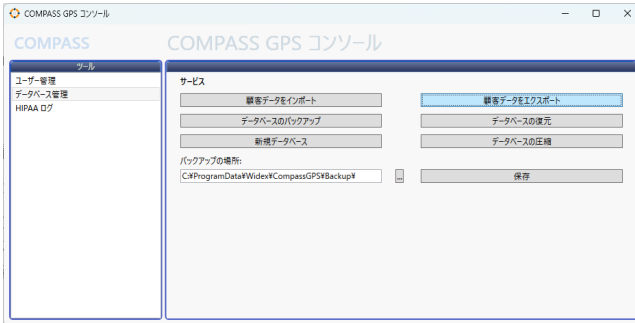 COMPASS GPS コンソール
COMPASS
COMPASS GPS コンソール
ツール
ユーザー管理
データベース管理
HIPAA ログ
サービス
顧客データをインポート
顧客データをエクスポート
データベースのバックアップ
データベースの復元
新規データベース
データベースの圧縮
バックアップの場所:
C:¥ProgramData¥Widex¥CompassGPS¥Backup¥
...
保存